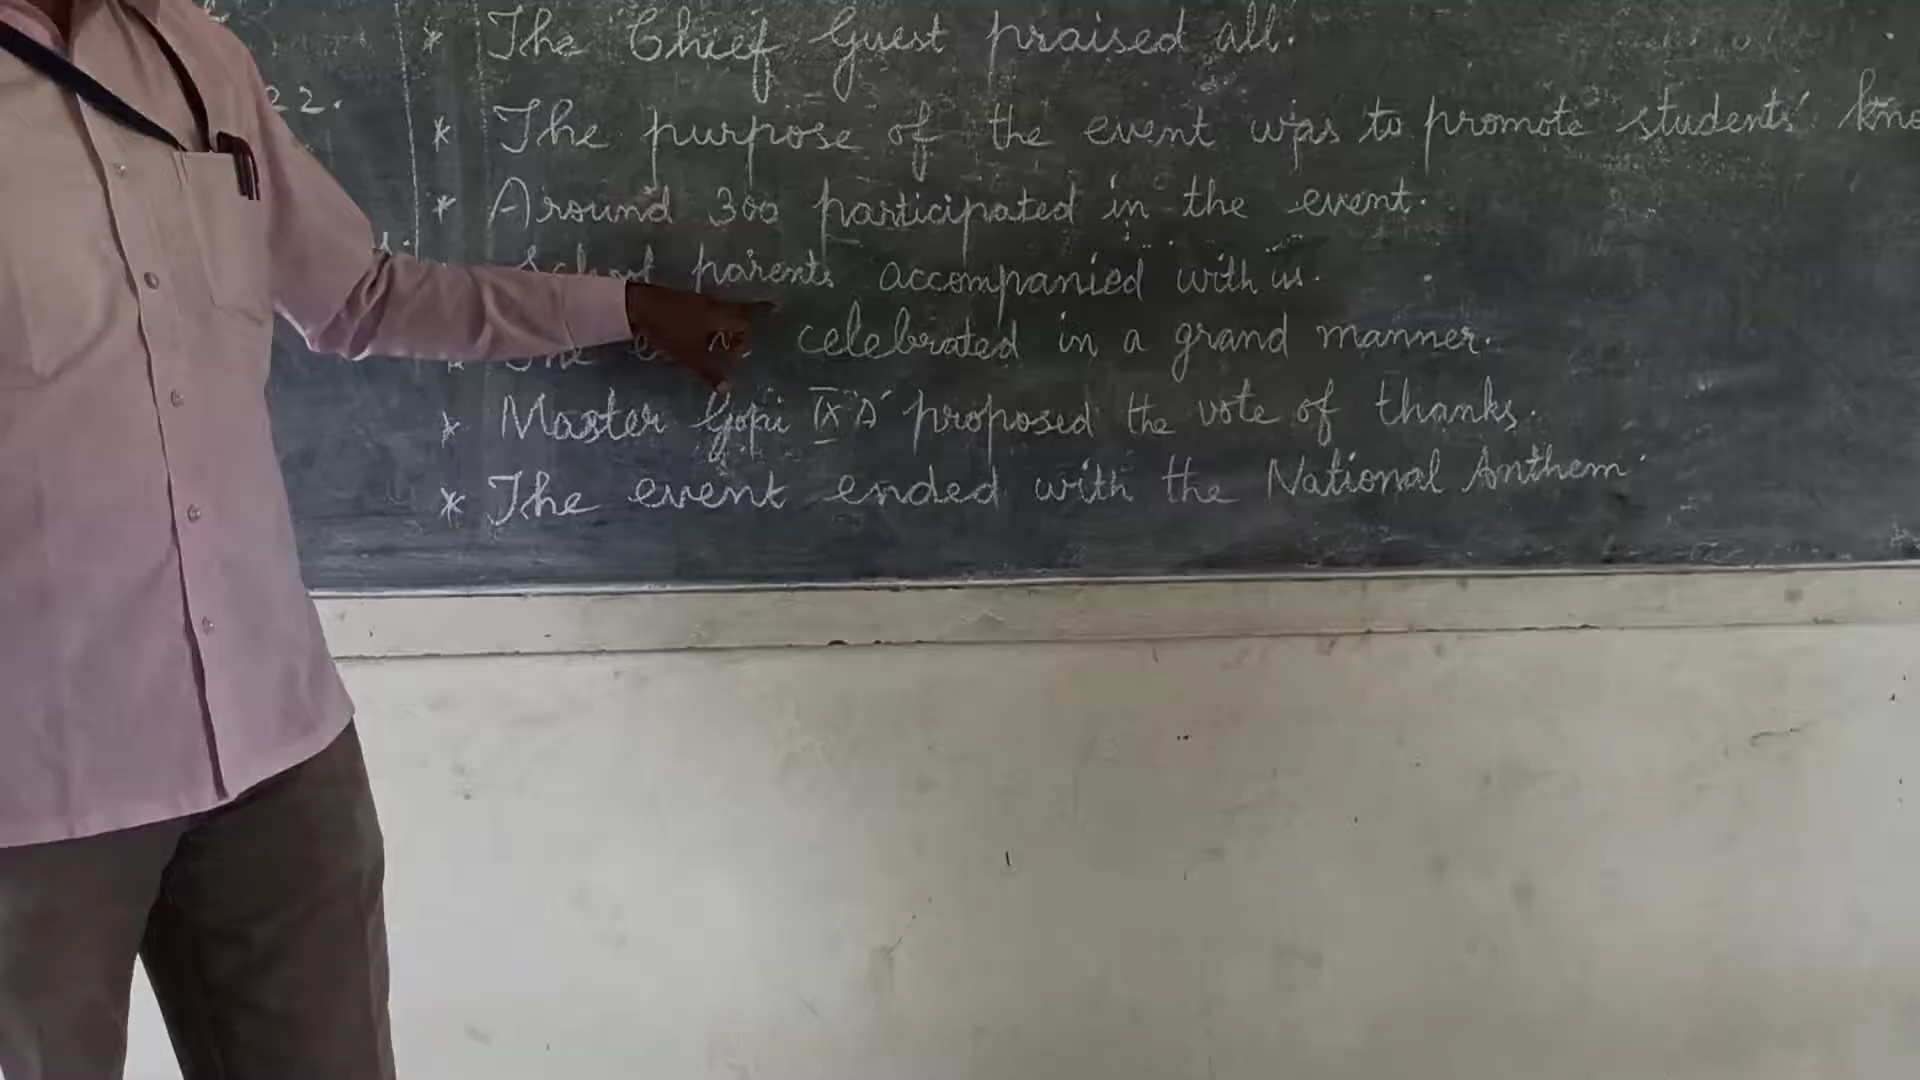 * The Chief Guest praised all.
22.
* The purpose of the event was to promote students' kno
* Around 300 participated in the event.
School parents accompanied with us.
* The celebrated in a grand manner.
* Master Gopi IX 'A' proposed the vote of thanks.
* The event ended with the National Anthem.